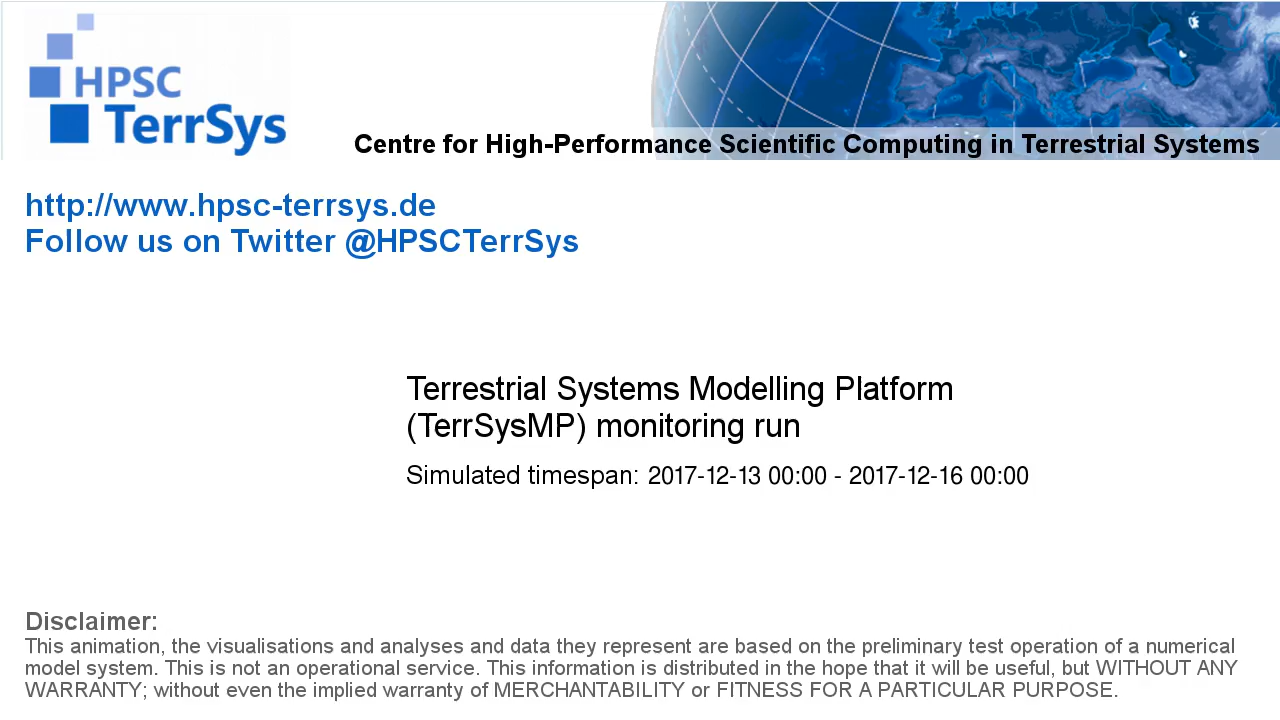 HPSC
TerrSys
Centre for High-Performance Scientific Computing in Terrestrial Systems
http://www.hpsc-terrsys.de
Follow us on Twitter @HPSCTerrSys
Terrestrial Systems Modelling Platform
(TerrSysMP) monitoring run
Simulated timespan: 2017-12-13 00:00 - 2017-12-16 00:00
Disclaimer:
This animation, the visualisations and analyses and data they represent are based on the preliminary test operation of a numerical
model system. This is not an operational service. This information is distributed in the hope that it will be useful, but WITHOUT ANY
WARRANTY; without even the implied warranty of MERCHANTABILITY or FITNESS FOR A PARTICULAR PURPOSE.